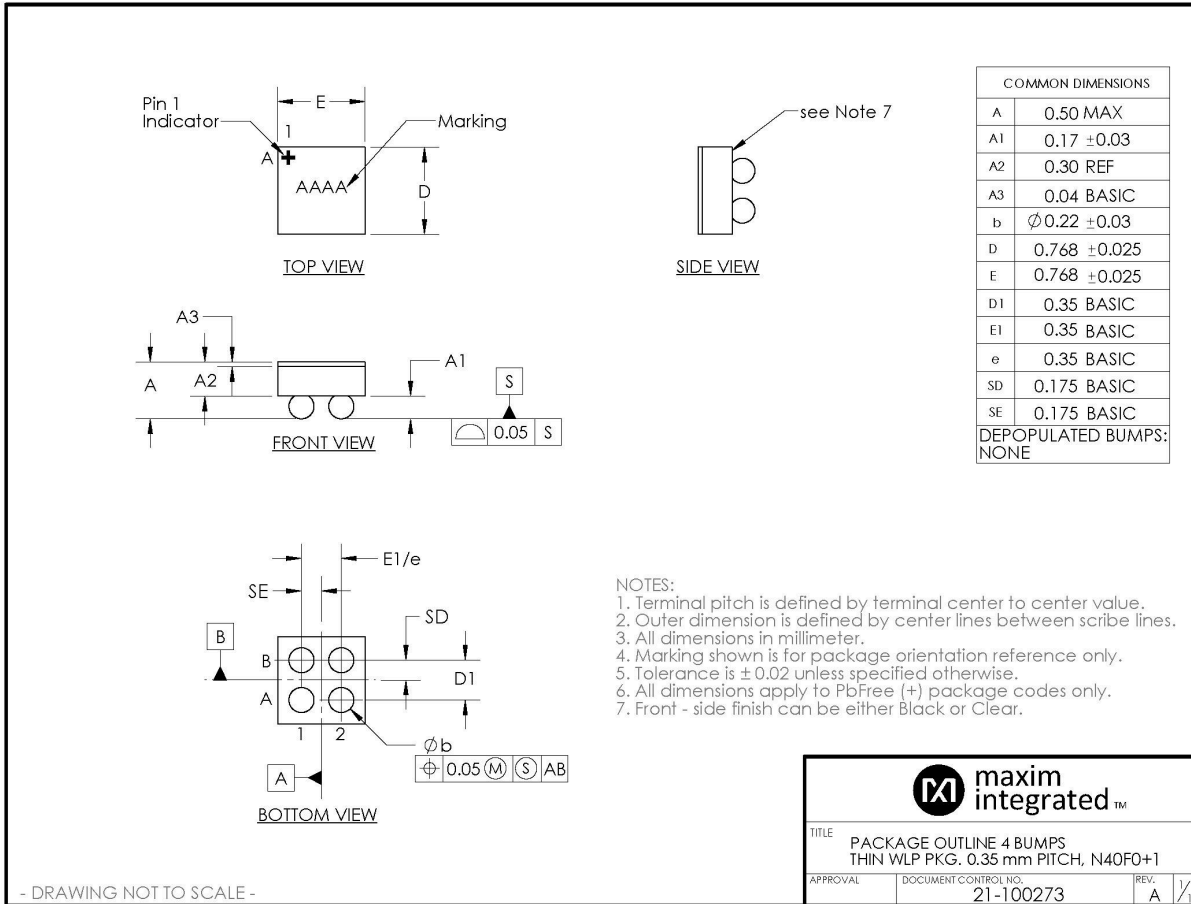 Pin 1
Indicator
1
E
A
Marking
AAAA
D
TOP VIEW
see Note 7
SIDE VIEW
COMMON DIMENSIONS
A 0.50 MAX
A1 0.17 ±0.03
A2 0.30 REF
A3 0.04 BASIC
b Ø0.22 ±0.03
D 0.768 ±0.025
E 0.768 ±0.025
D1 0.35 BASIC
E1 0.35 BASIC
e 0.35 BASIC
SD 0.175 BASIC
SE 0.175 BASIC
DEPOPULATED BUMPS:
NONE
A3
A
A2
A1
S
0.05 S
FRONT VIEW
E1/e
SE
SD
B
B
A
D1
1 2
Øb
⌖ 0.05 Ⓜ Ⓢ AB
A
BOTTOM VIEW
NOTES:
1. Terminal pitch is defined by terminal center to center value.
2. Outer dimension is defined by center lines between scribe lines.
3. All dimensions in millimeter.
4. Marking shown is for package orientation reference only.
5. Tolerance is ± 0.02 unless specified otherwise.
6. All dimensions apply to PbFree (+) package codes only.
7. Front - side finish can be either Black or Clear.
maxim
integrated ™
TITLE
PACKAGE OUTLINE 4 BUMPS
THIN WLP PKG. 0.35 mm PITCH, N40F0+1
APPROVAL
DOCUMENT CONTROL NO.
21-100273
REV.
A
1/1
- DRAWING NOT TO SCALE -